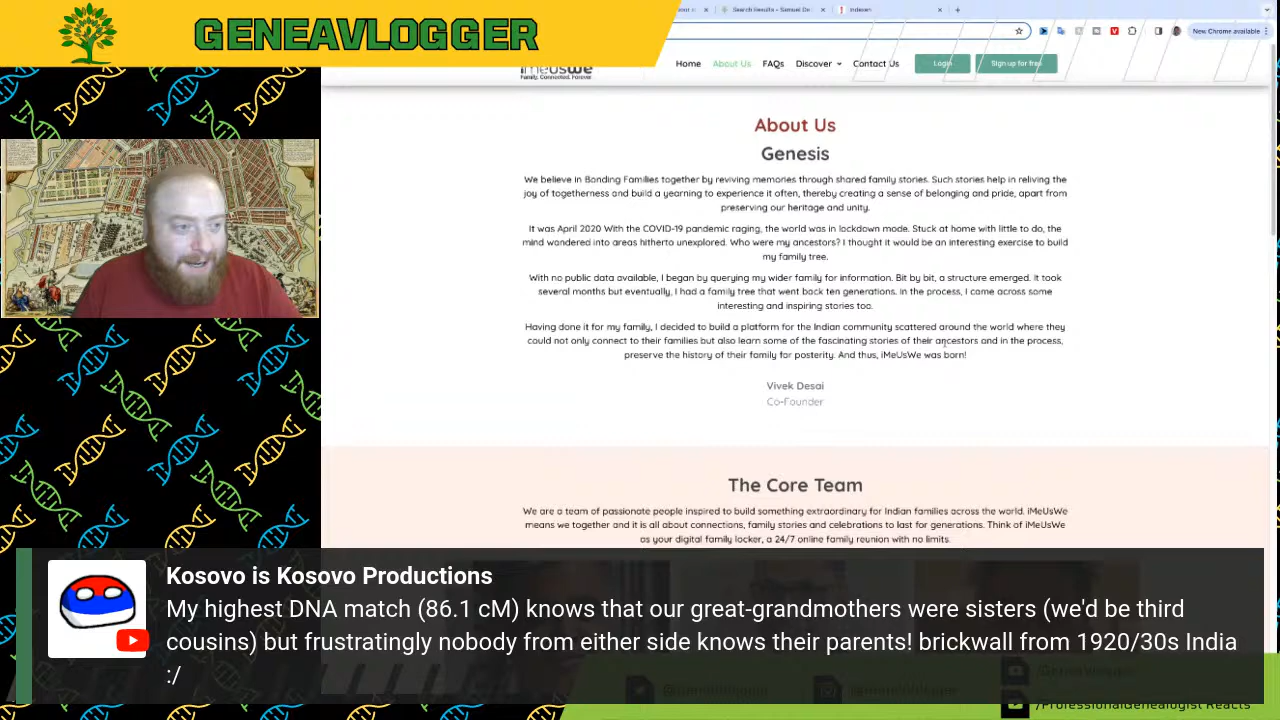 GENEAVLOGGER
Search Results - Samuel De
indexen
New Chrome available
iMeUsWe
Family. Connected. Forever
Home
About Us
FAQs
Discover
Contact Us
Login
Sign up for free
About Us
Genesis
We believe in Bonding Families together by reviving memories through shared family stories. Such stories help in reliving the
joy of togetherness and build a yearning to experience it often, thereby creating a sense of belonging and pride, apart from
preserving our heritage and unity.
It was April 2020 With the COVID-19 pandemic raging, the world was in lockdown mode. Stuck at home with little to do, the
mind wandered into areas hitherto unexplored. Who were my ancestors? I thought it would be an interesting exercise to build
my family tree.
With no public data available, I began by querying my wider family for information. Bit by bit, a structure emerged. It took
several months but eventually, I had a family tree that went back ten generations. In the process, I came across some
interesting and inspiring stories too.
Having done it for my family, I decided to build a platform for the Indian community scattered around the world where they
could not only connect to their families but also learn some of the fascinating stories of their ancestors and in the process,
preserve the history of their family for posterity. And thus, iMeUsWe was born!
Vivek Desai
Co-Founder
The Core Team
We are a team of passionate people inspired to build something extraordinary for Indian families across the world. iMeUsWe
means we together and it is all about connections, family stories and celebrations to last for generations. Think of iMeUsWe
as your digital family locker, a 24/7 online family reunion with no limits.
Kosovo is Kosovo Productions
My highest DNA match (86.1 cM) knows that our great-grandmothers were sisters (we'd be third
cousins) but frustratingly nobody from either side knows their parents! brickwall from 1920/30s India
:/
/ProfessionalGenealogist Reacts